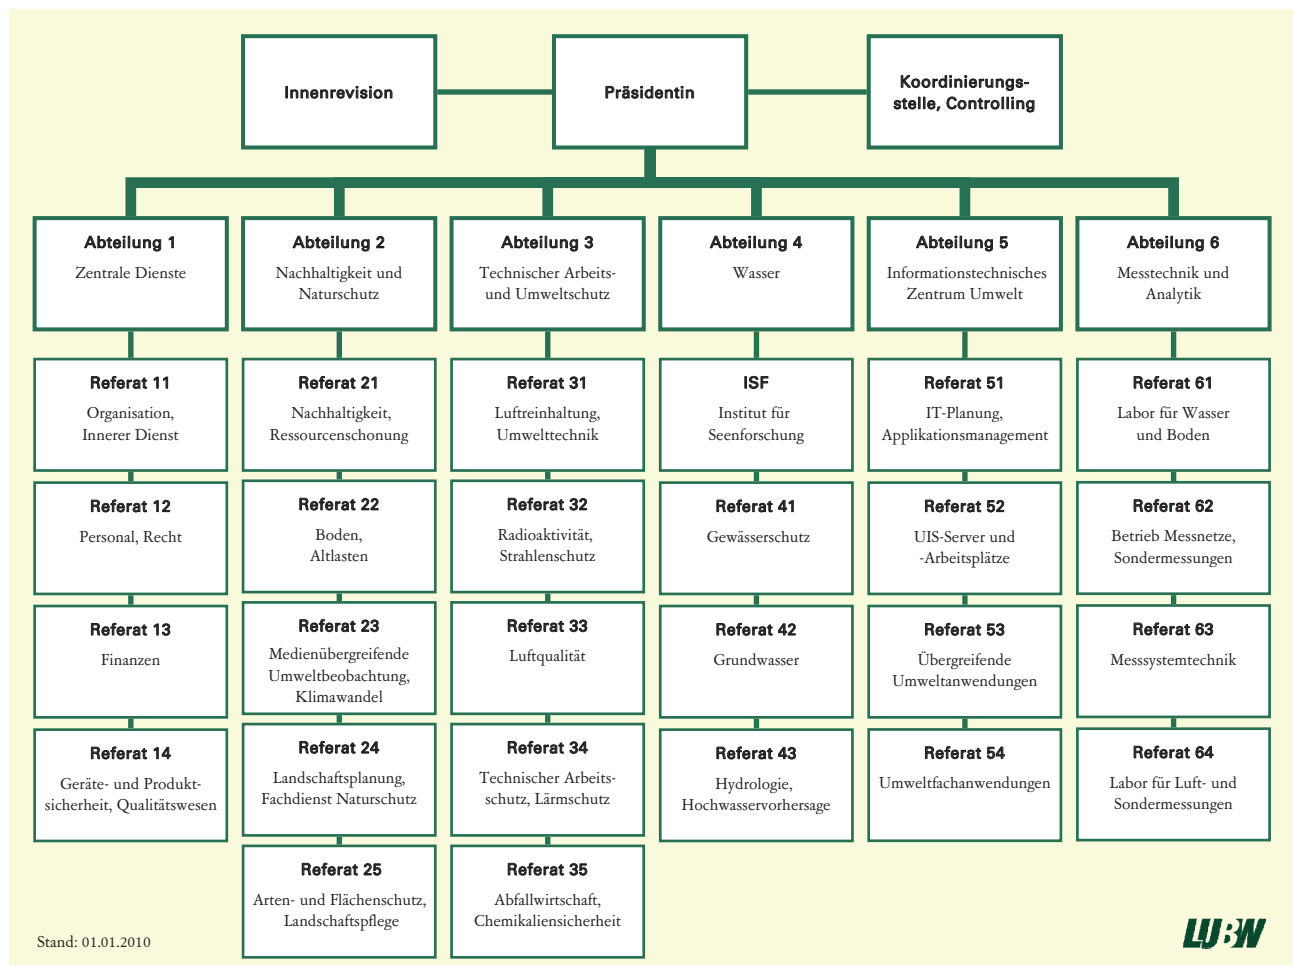 Innenrevision
Präsidentin
Koordinierungs-
stelle, Controlling
Abteilung 1
Zentrale Dienste
Abteilung 2
Nachhaltigkeit und
Naturschutz
Abteilung 3
Technischer Arbeits-
und Umweltschutz
Abteilung 4
Wasser
Abteilung 5
Informationstechnisches
Zentrum Umwelt
Abteilung 6
Messtechnik und
Analytik
Referat 11
Organisation,
Innerer Dienst
Referat 21
Nachhaltigkeit,
Ressourcenschonung
Referat 31
Luftreinhaltung,
Umwelttechnik
ISF
Institut für
Seenforschung
Referat 51
IT-Planung,
Applikationsmanagement
Referat 61
Labor für Wasser
und Boden
Referat 12
Personal, Recht
Referat 22
Boden,
Altlasten
Referat 32
Radioaktivität,
Strahlenschutz
Referat 41
Gewässerschutz
Referat 52
UIS-Server und
-Arbeitsplätze
Referat 62
Betrieb Messnetze,
Sondermessungen
Referat 13
Finanzen
Referat 23
Medienübergreifende
Umweltbeobachtung,
Klimawandel
Referat 33
Luftqualität
Referat 42
Grundwasser
Referat 53
Übergreifende
Umweltanwendungen
Referat 63
Messsystemtechnik
Referat 14
Geräte- und Produkt-
sicherheit, Qualitätswesen
Referat 24
Landschaftsplanung,
Fachdienst Naturschutz
Referat 34
Technischer Arbeits-
schutz, Lärmschutz
Referat 43
Hydrologie,
Hochwasservorhersage
Referat 54
Umweltfachanwendungen
Referat 64
Labor für Luft- und
Sondermessungen
Referat 25
Arten- und Flächenschutz,
Landschaftspflege
Referat 35
Abfallwirtschaft,
Chemikaliensicherheit
Stand: 01.01.2010
LUBW